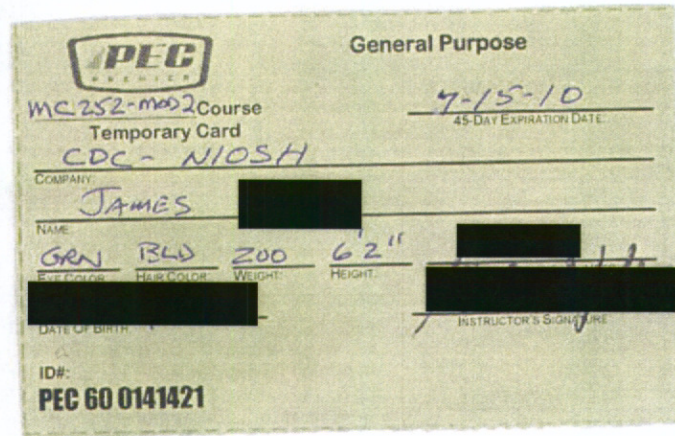 PEC
PREMIER
General Purpose
MC252-MOD2 Course
Temporary Card
7-15-10
45-DAY EXPIRATION DATE:
CDC- NIOSH
COMPANY:
JAMES
NAME:
GRN BLD 200 6'2"
EYE COLOR: HAIR COLOR: WEIGHT: HEIGHT:
DATE OF BIRTH
INSTRUCTOR'S SIGNATURE
ID#:
PEC 60 0141421